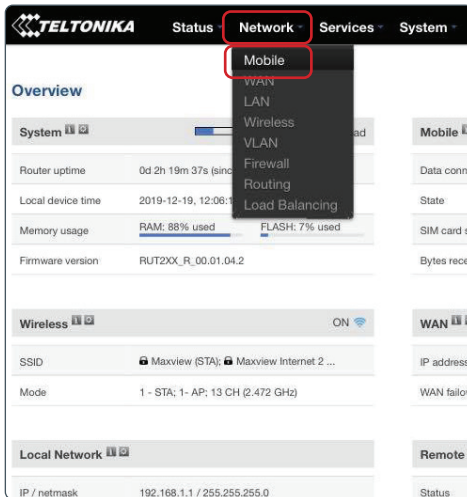 TELTONIKA Status Network Services System
Mobile
WAN
LAN
Wireless
VLAN
Firewall
Routing
Load Balancing
Overview
System ad
Router uptime 0d 2h 19m 37s (sinc
Local device time 2019-12-19, 12:06:1
Memory usage RAM: 88% used FLASH: 7% used
Firmware version RUT2XX_R_00.01.04.2
Wireless ON
SSID Maxview (STA); Maxview Internet 2 ...
Mode 1 - STA; 1- AP; 13 CH (2.472 GHz)
Local Network
IP / netmask 192.168.1.1 / 255.255.255.0
Mobile
Data conn
State
SIM card s
Bytes rece
WAN
IP address
WAN failo
Remote
Status